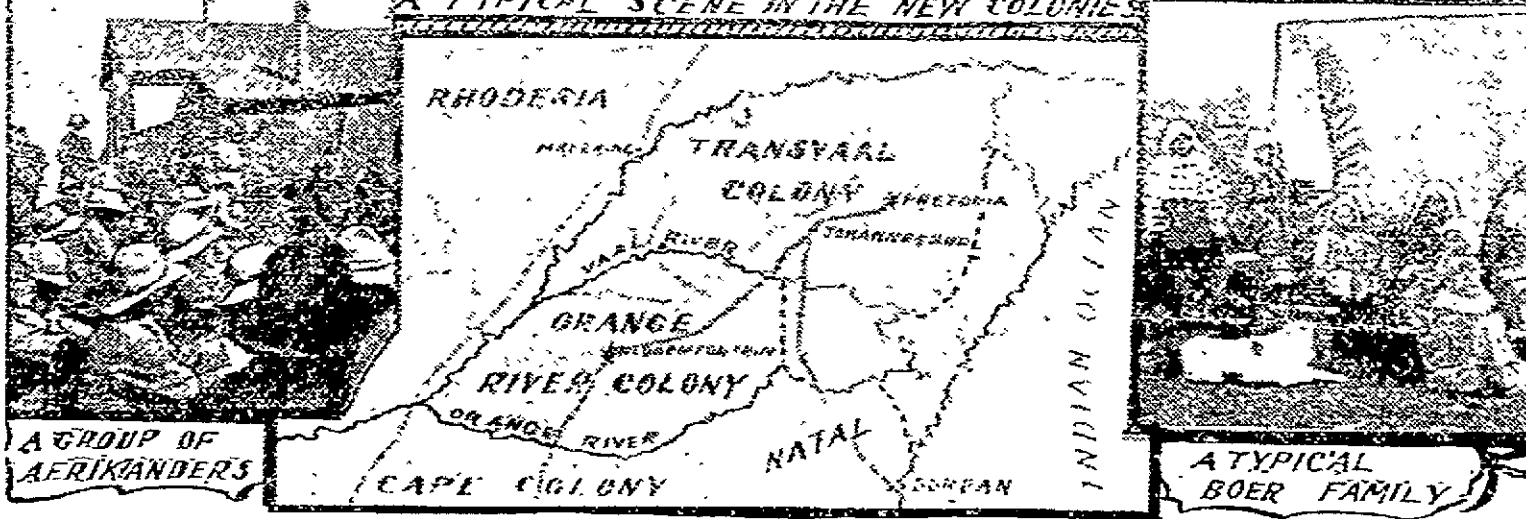 A TYPICAL SCENE IN THE NEW COLONIES
RHODESIA
TRANSVAAL
COLONY
PRETORIA
JOHANNESBURG
VAAL RIVER
ORANGE
RIVER COLONY
ORANGE RIVER
NATAL
CAPE COLONY
DURBAN
INDIAN OCEAN
A GROUP OF
AFRIKANDERS
A TYPICAL
BOER FAMILY